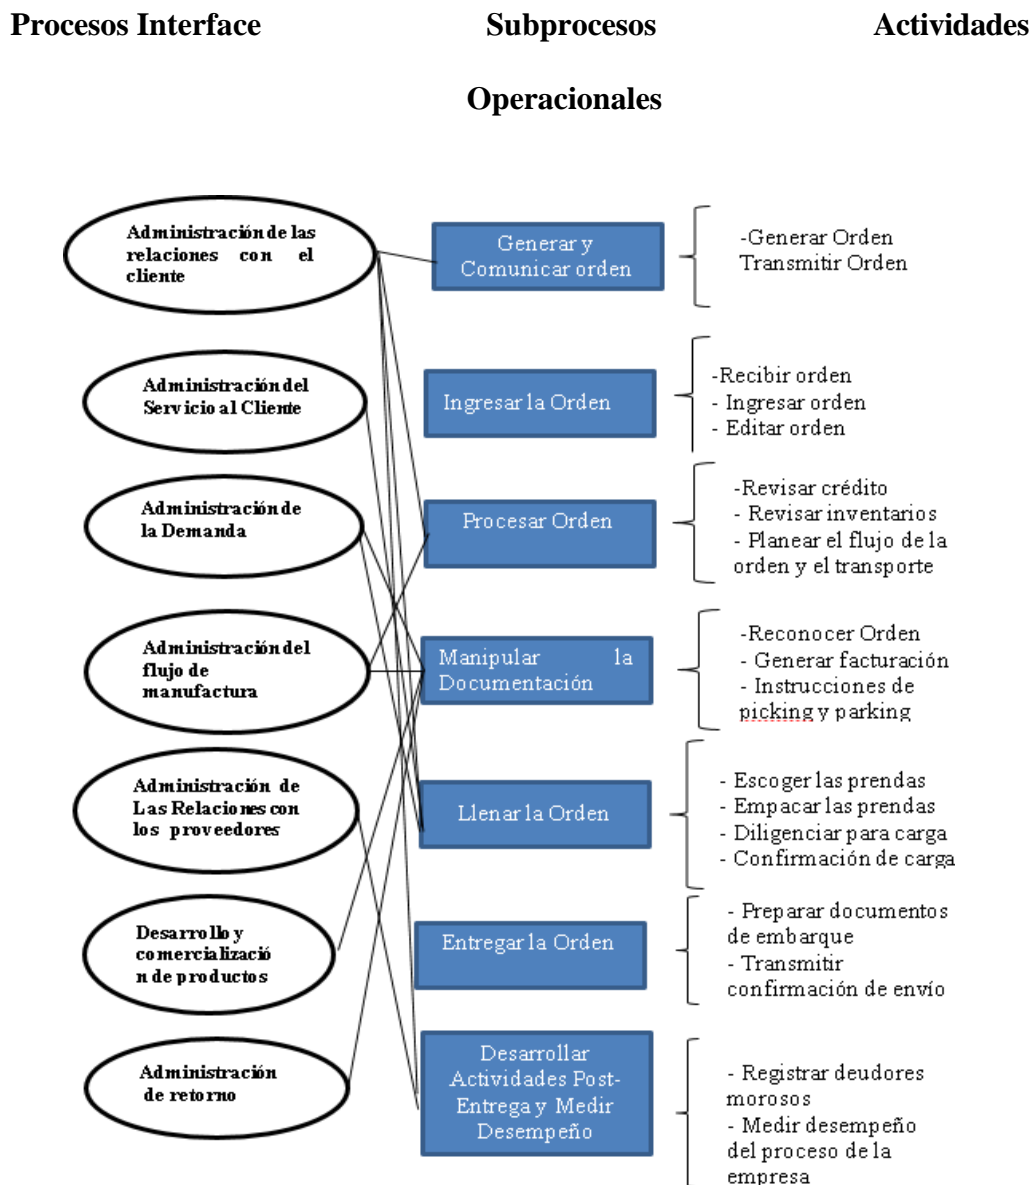 Procesos Interface Subprocesos Actividades
Operacionales
Administración de las
relaciones con el
cliente
Generar y
Comunicar orden
-Generar Orden
Transmitir Orden
Administración del
Servicio al Cliente
Ingresar la Orden
-Recibir orden
- Ingresar orden
- Editar orden
Administración de
la Demanda
Procesar Orden
-Revisar crédito
- Revisar inventarios
- Planear el flujo de la
orden y el transporte
Administración del
flujo de
manufactura
Manipular la
Documentación
-Reconocer Orden
- Generar facturación
- Instrucciones de
picking y parking
Administración de
Las Relaciones con
los proveedores
Llenar la Orden
- Escoger las prendas
- Empacar las prendas
- Diligenciar para carga
- Confirmación de carga
Desarrollo y
comercializació
n de productos
Entregar la Orden
- Preparar documentos
de embarque
- Transmitir
confirmación de envío
Administración
de retorno
Desarrollar
Actividades Post-
Entrega y Medir
Desempeño
- Registrar deudores
morosos
- Medir desempeño
del proceso de la
empresa